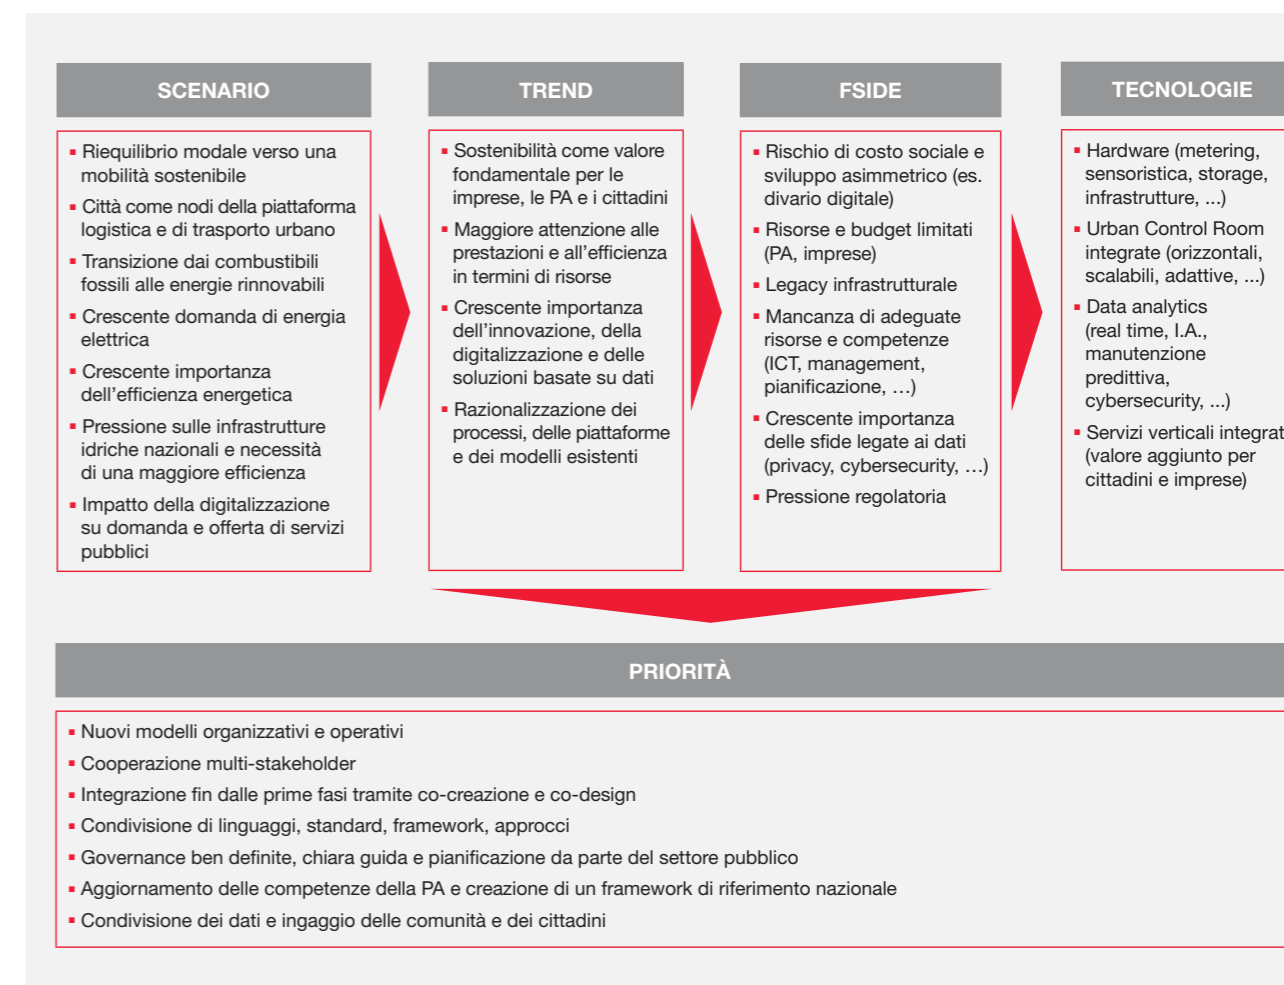 SCENARIO
▪ Riequilibrio modale verso una
mobilità sostenibile
▪ Città come nodi della piattaforma
logistica e di trasporto urbano
▪ Transizione dai combustibili
fossili alle energie rinnovabili
▪ Crescente domanda di energia
elettrica
▪ Crescente importanza
dell'efficienza energetica
▪ Pressione sulle infrastrutture
idriche nazionali e necessità
di una maggiore efficienza
▪ Impatto della digitalizzazione
su domanda e offerta di servizi
pubblici
TREND
▪ Sostenibilità come valore
fondamentale per le
imprese, le PA e i cittadini
▪ Maggiore attenzione alle
prestazioni e all'efficienza
in termini di risorse
▪ Crescente importanza
dell'innovazione, della
digitalizzazione e delle
soluzioni basate su dati
▪ Razionalizzazione dei
processi, delle piattaforme
e dei modelli esistenti
FSIDE
▪ Rischio di costo sociale e
sviluppo asimmetrico (es.
divario digitale)
▪ Risorse e budget limitati
(PA, imprese)
▪ Legacy infrastrutturale
▪ Mancanza di adeguate
risorse e competenze
(ICT, management,
pianificazione, …)
▪ Crescente importanza
delle sfide legate ai dati
(privacy, cybersecurity, …)
▪ Pressione regolatoria
TECNOLOGIE
▪ Hardware (metering,
sensoristica, storage,
infrastrutture, ...)
▪ Urban Control Room
integrate (orizzontali,
scalabili, adattive, ...)
▪ Data analytics
(real time, I.A.,
manutenzione
predittiva,
cybersecurity, ...)
▪ Servizi verticali integrat
(valore aggiunto per
cittadini e imprese)
PRIORITÀ
▪ Nuovi modelli organizzativi e operativi
▪ Cooperazione multi-stakeholder
▪ Integrazione fin dalle prime fasi tramite co-creazione e co-design
▪ Condivisione di linguaggi, standard, framework, approcci
▪ Governance ben definite, chiara guida e pianificazione da parte del settore pubblico
▪ Aggiornamento delle competenze della PA e creazione di un framework di riferimento nazionale
▪ Condivisione dei dati e ingaggio delle comunità e dei cittadini